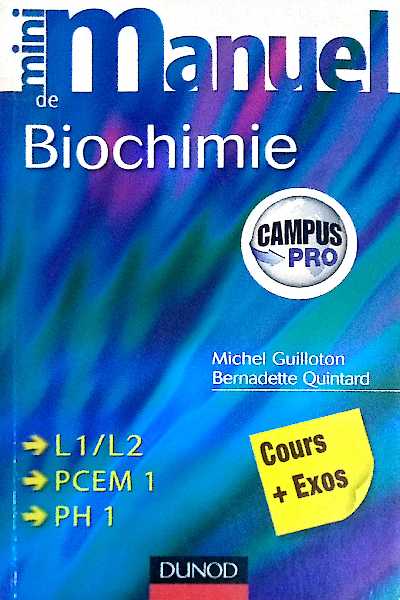 mini manuel
de
Biochimie
CAMPUS
PRO
Michel Guilloton
Bernadette Quintard
L1/L2
PCEM 1
PH 1
Cours
+ Exos
DUNOD